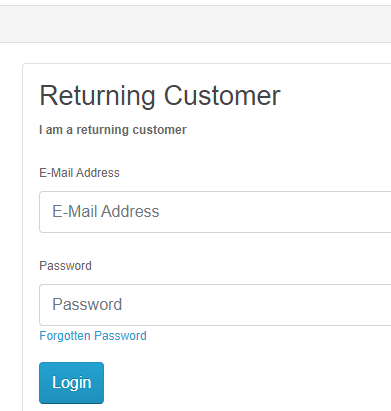 Returning Customer
I am a returning customer
E-Mail Address
E-Mail Address
Password
Password
Forgotten Password
Login